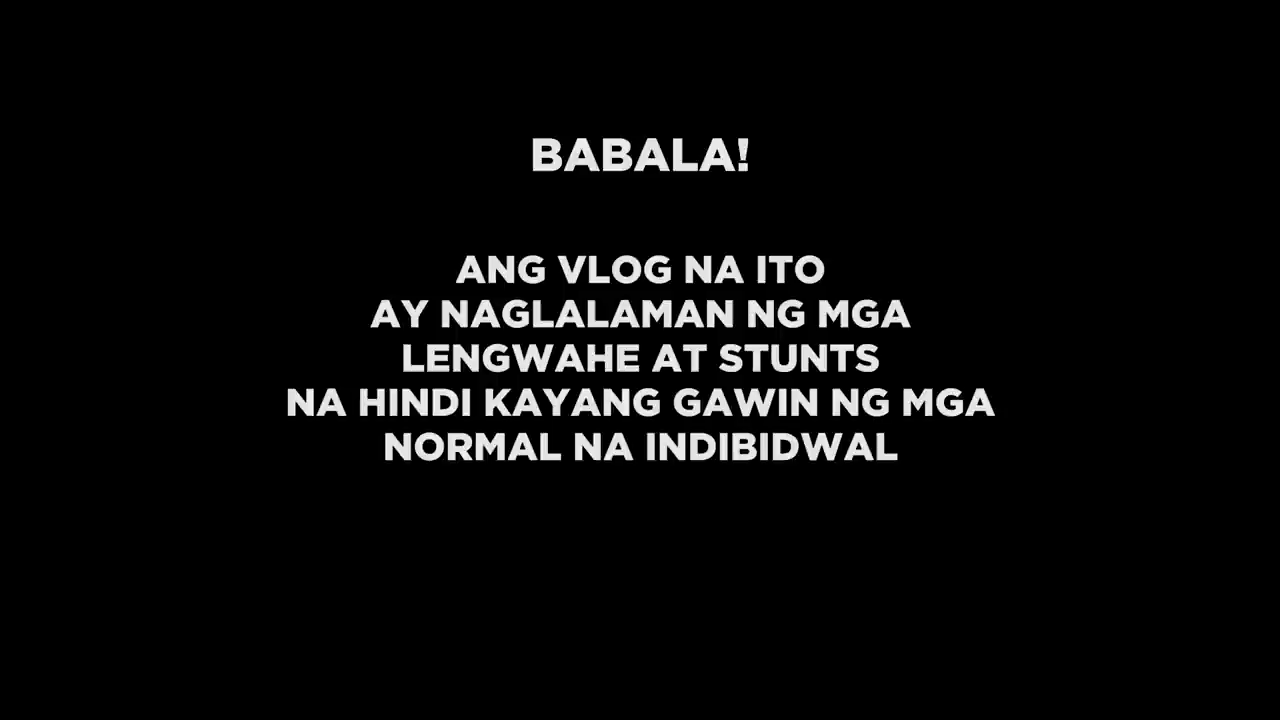 BABALA!
ANG VLOG NA ITO
AY NAGLALAMAN NG MGA
LENGWAHE AT STUNTS
NA HINDI KAYANG GAWIN NG MGA
NORMAL NA INDIBIDWAL